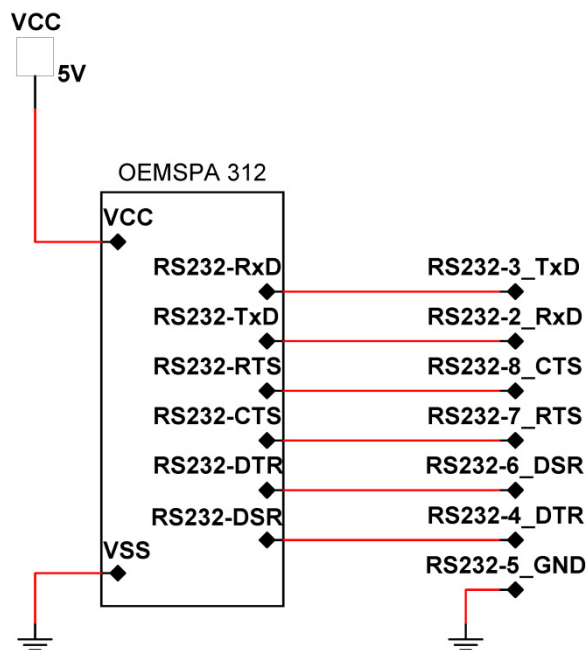 VCC
5V
OEMSPA 312
VCC
RS232-RxD RS232-3_TxD
RS232-TxD RS232-2_RxD
RS232-RTS RS232-8_CTS
RS232-CTS RS232-7_RTS
RS232-DTR RS232-6_DSR
RS232-DSR RS232-4_DTR
VSS RS232-5_GND